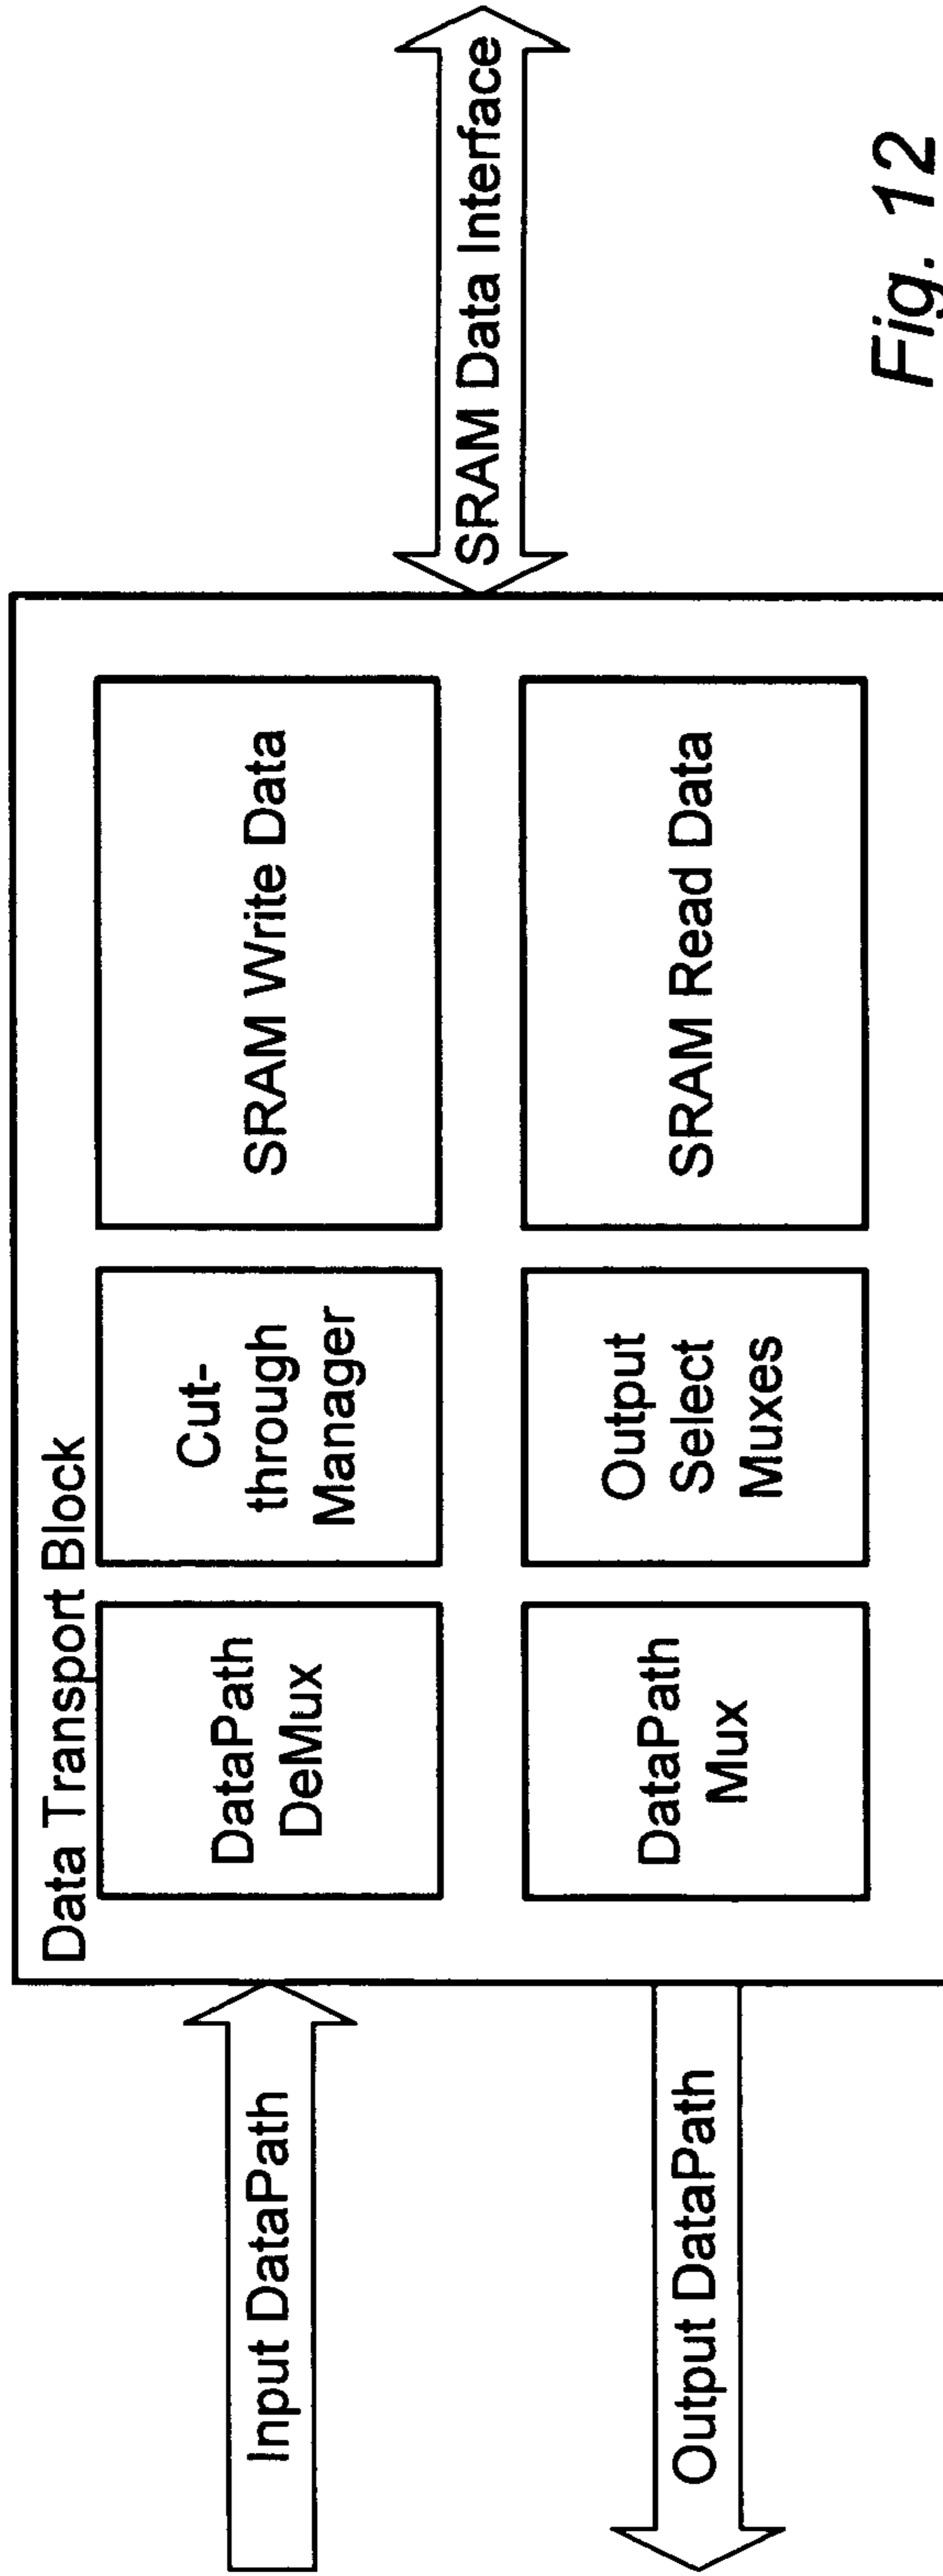 Data Transport Block
Input DataPath
DataPath
DeMux
Cut-
through
Manager
SRAM Write Data
SRAM Data Interface
Output DataPath
DataPath
Mux
Output
Select
Muxes
SRAM Read Data
Fig. 12